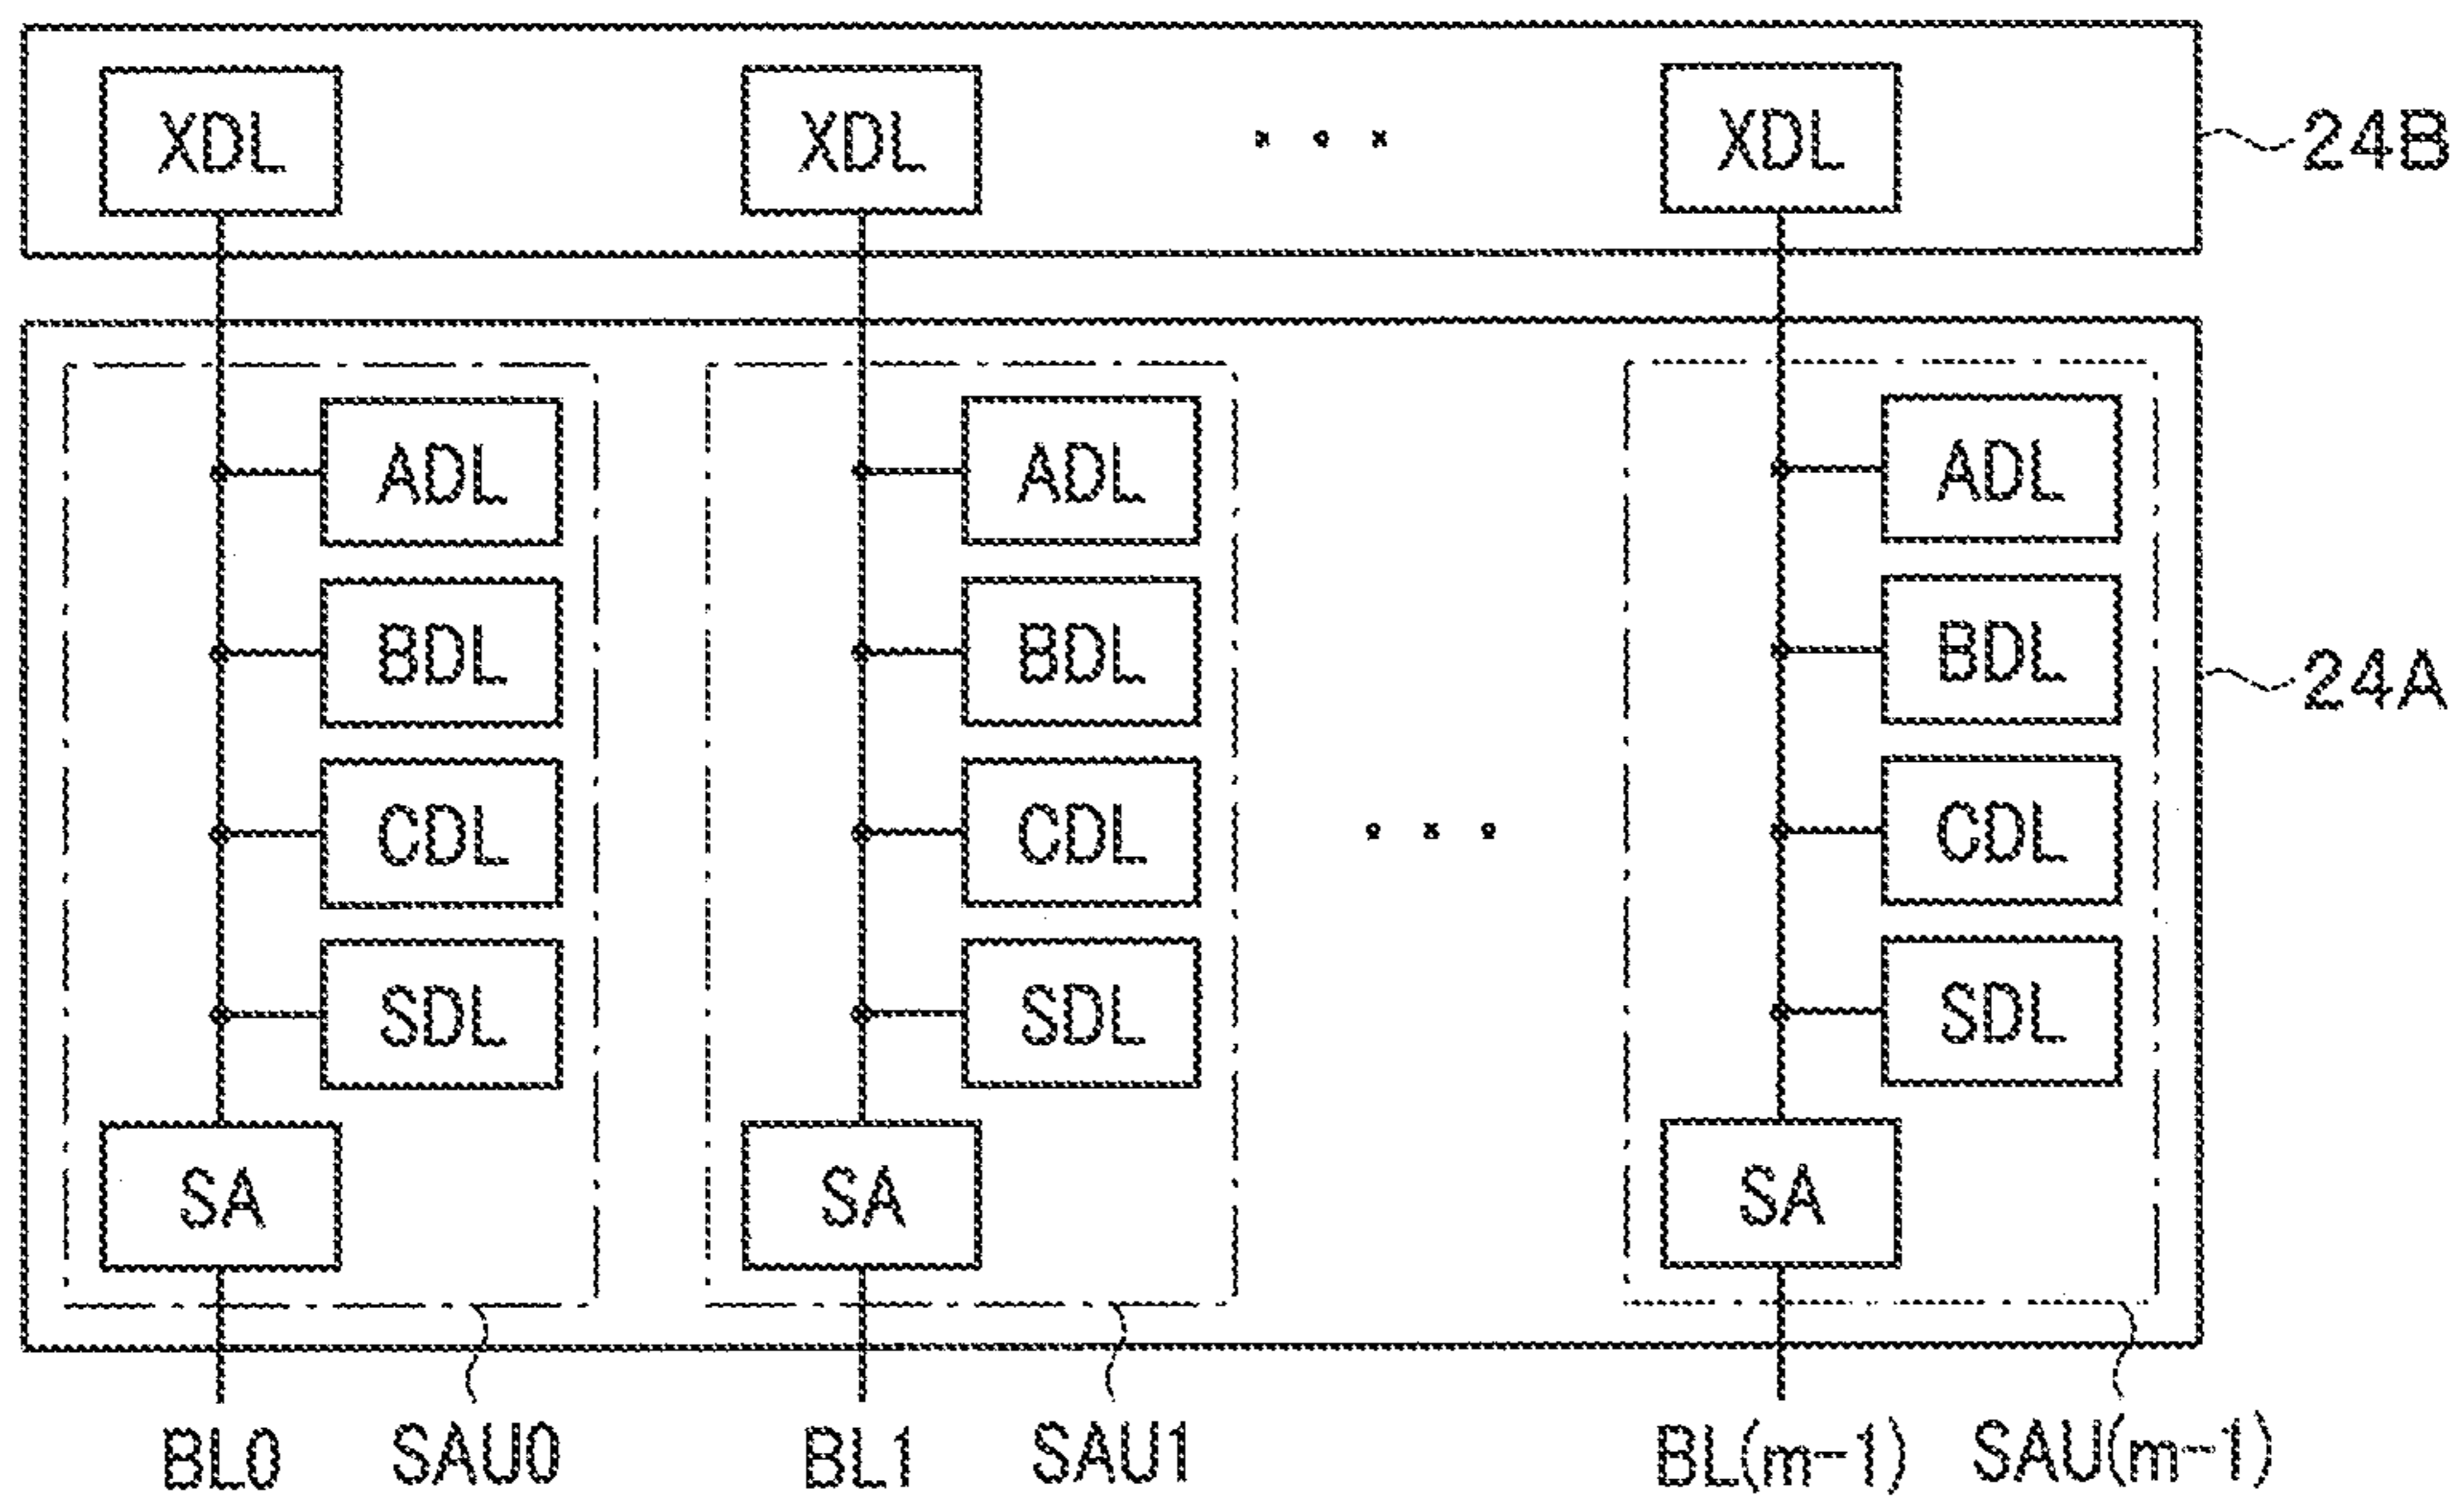 XDL XDL ... XDL 24B
ADL ADL ADL
BDL BDL BDL 24A
CDL CDL ... CDL
SDL SDL SDL
SA SA SA
BL0 SAU0 BL1 SAU1 BL(m-1) SAU(m-1)